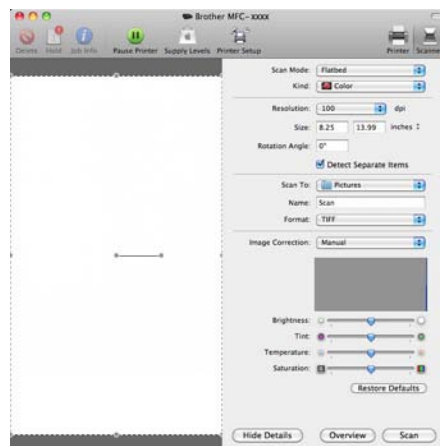 Brother MFC-xxxx
Delete Hold Job Info Pause Printer Supply Levels Printer Setup Printer Scanner
Scan Mode: Flatbed
Kind: Color
Resolution: 100 dpi
Size: 8.25 13.99 inches
Rotation Angle: 0°
Detect Separate Items
Scan To: Pictures
Name: Scan
Format: TIFF
Image Correction: Manual
Brightness:
Tint:
Temperature:
Saturation:
Restore Defaults
Hide Details Overview Scan